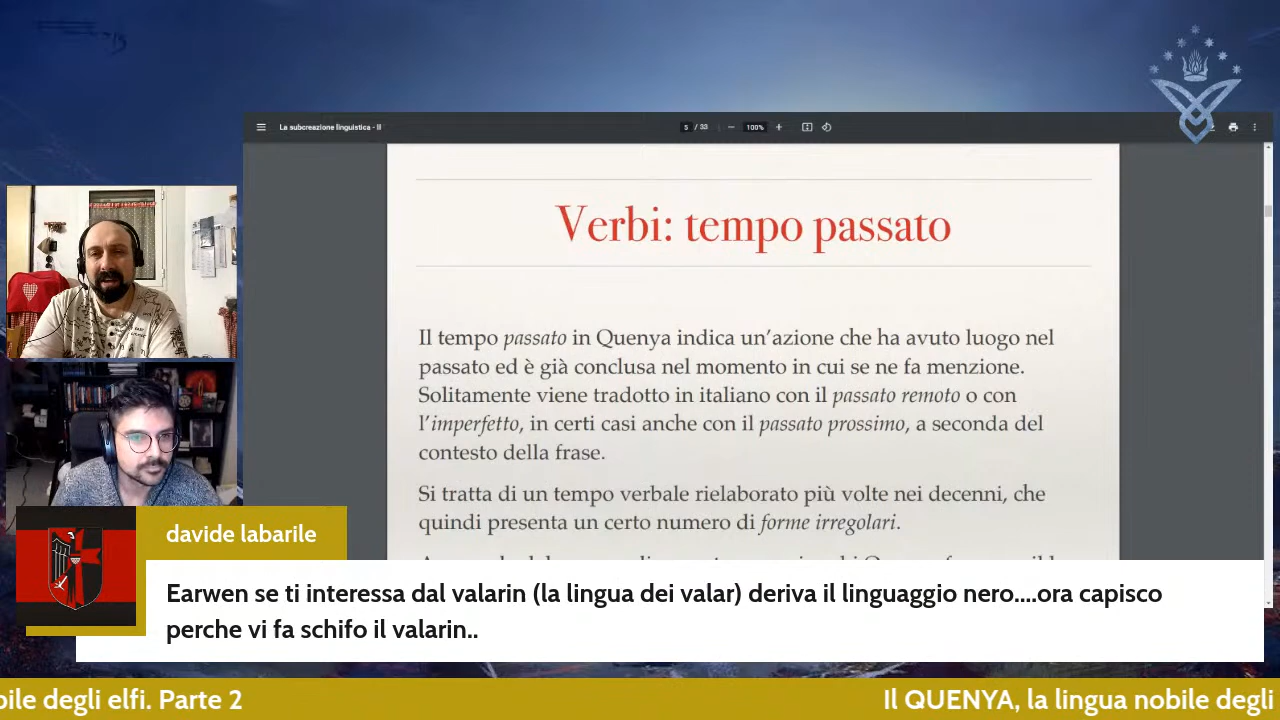 La subcreazione linguistica - II
5 / 33
100%
Verbi: tempo passato
Il tempo passato in Quenya indica un'azione che ha avuto luogo nel
passato ed è già conclusa nel momento in cui se ne fa menzione.
Solitamente viene tradotto in italiano con il passato remoto o con
l'imperfetto, in certi casi anche con il passato prossimo, a seconda del
contesto della frase.
Si tratta di un tempo verbale rielaborato più volte nei decenni, che
quindi presenta un certo numero di forme irregolari.
davide labarile
Earwen se ti interessa dal valarin (la lingua dei valar) deriva il linguaggio nero....ora capisco
perche vi fa schifo il valarin..
bile degli elfi. Parte 2
Il QUENYA, la lingua nobile degli